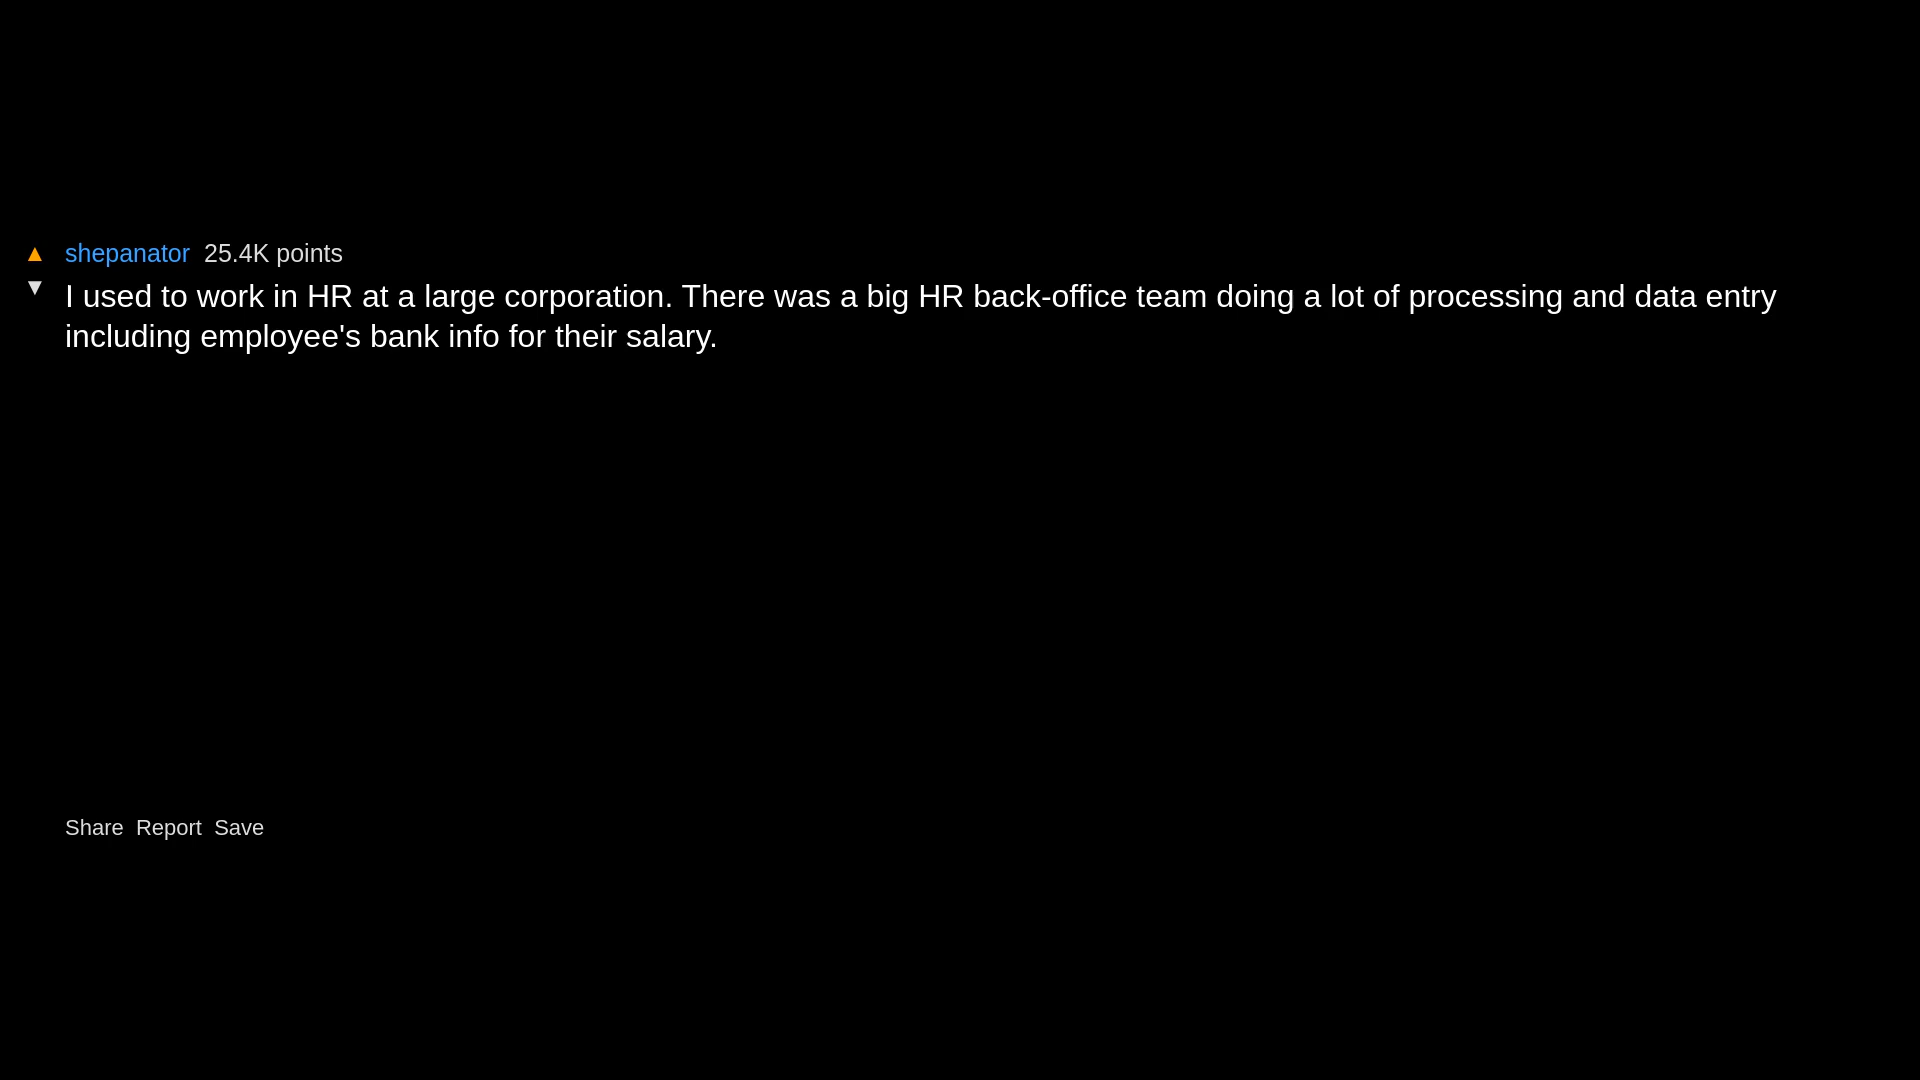 ▲ shepanator 25.4K points
▼ I used to work in HR at a large corporation. There was a big HR back-office team doing a lot of processing and data entry
including employee's bank info for their salary.
Share Report Save